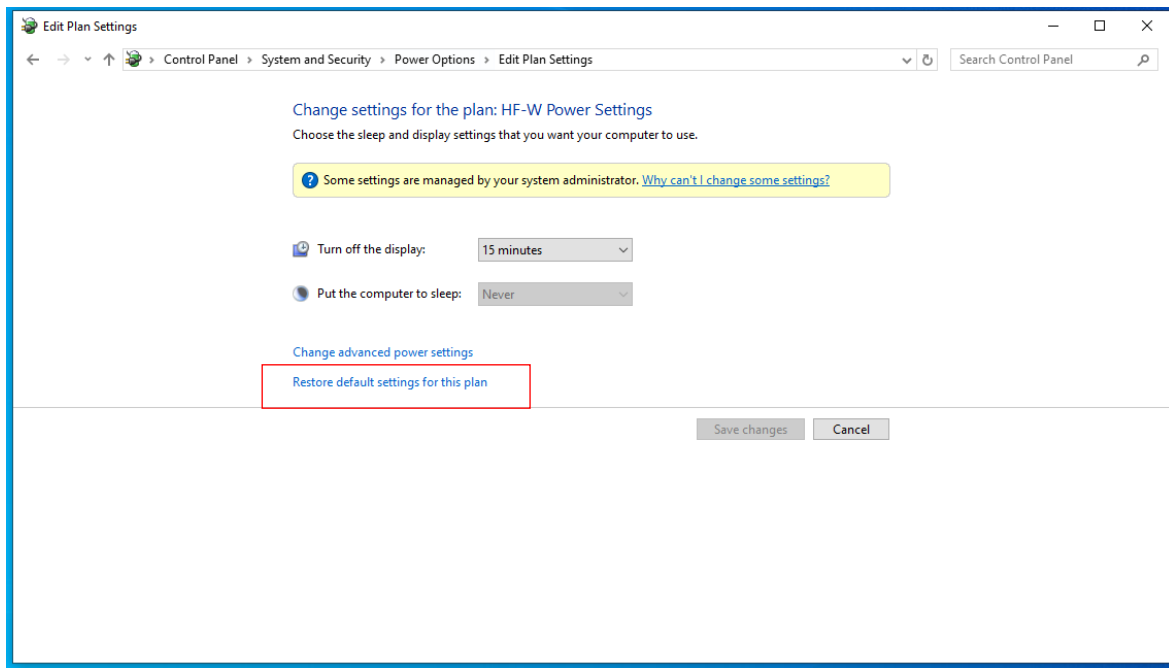 Edit Plan Settings
Control Panel > System and Security > Power Options > Edit Plan Settings
Search Control Panel
Change settings for the plan: HF-W Power Settings
Choose the sleep and display settings that you want your computer to use.
Some settings are managed by your system administrator. Why can't I change some settings?
Turn off the display: 15 minutes
Put the computer to sleep: Never
Change advanced power settings
Restore default settings for this plan
Save changes Cancel